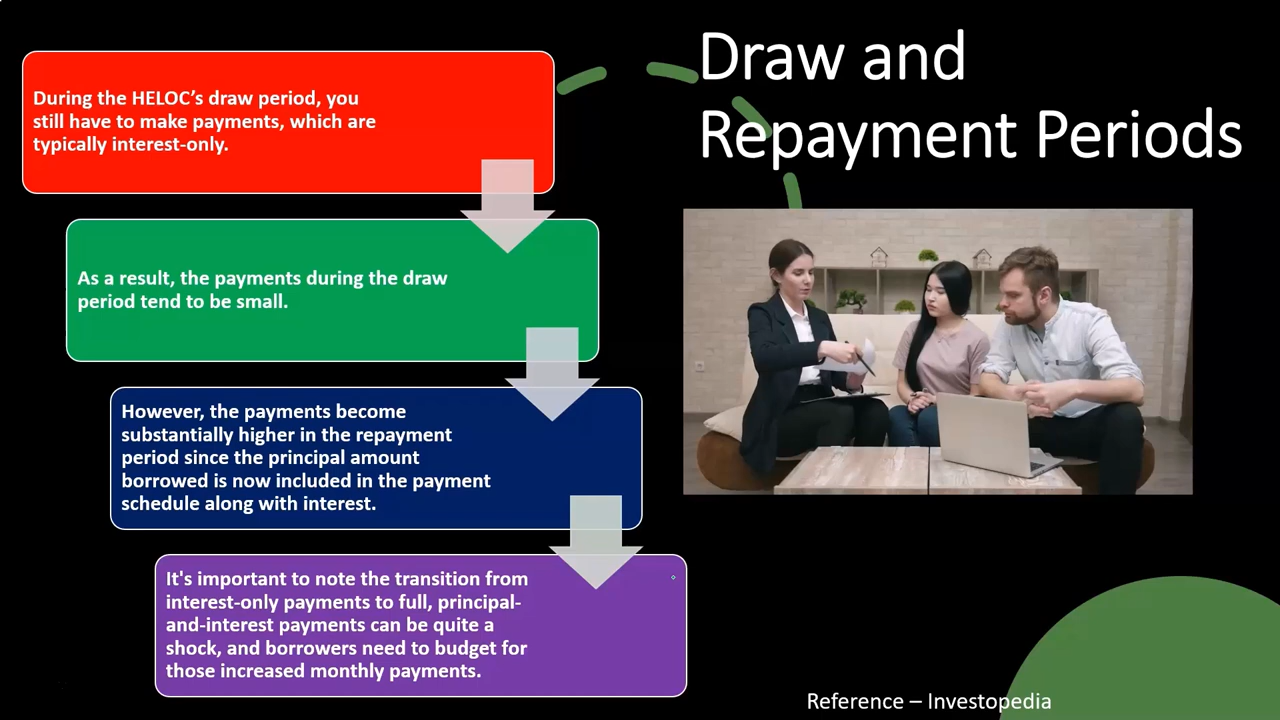 Draw and
Repayment Periods
During the HELOC’s draw period, you
still have to make payments, which are
typically interest-only.
As a result, the payments during the draw
period tend to be small.
However, the payments become
substantially higher in the repayment
period since the principal amount
borrowed is now included in the payment
schedule along with interest.
It's important to note the transition from
interest-only payments to full, principal-
and-interest payments can be quite a
shock, and borrowers need to budget for
those increased monthly payments.
Reference – Investopedia